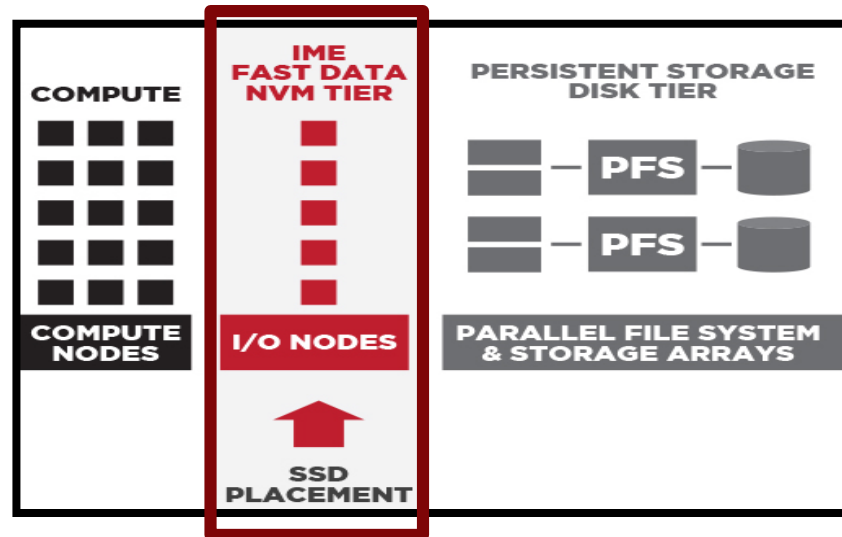 COMPUTE
COMPUTE
NODES
IME
FAST DATA
NVM TIER
I/O NODES
SSD
PLACEMENT
PERSISTENT STORAGE
DISK TIER
PFS
PFS
PARALLEL FILE SYSTEM
& STORAGE ARRAYS